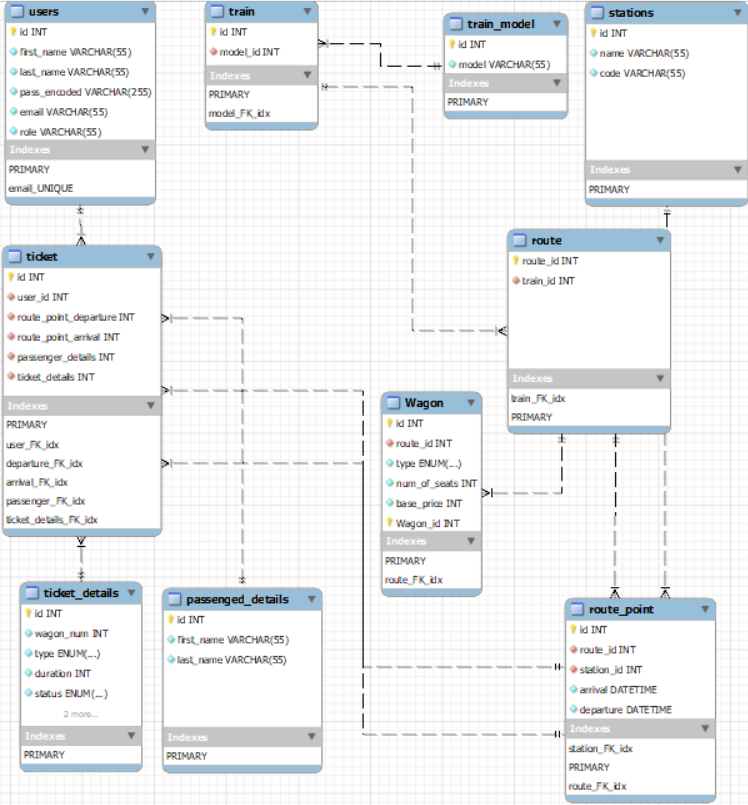 users
id INT
first_name VARCHAR(55)
last_name VARCHAR(55)
pass_encoded VARCHAR(255)
email VARCHAR(55)
role VARCHAR(55)
Indexes
PRIMARY
email_UNIQUE
train
id INT
model_id INT
Indexes
PRIMARY
model_FK_idx
train_model
id INT
model VARCHAR(55)
Indexes
PRIMARY
stations
id INT
name VARCHAR(55)
code VARCHAR(55)
Indexes
PRIMARY
ticket
id INT
user_id INT
route_point_departure INT
route_point_arrival INT
passenger_details INT
ticket_details INT
Indexes
PRIMARY
user_FK_idx
departure_FK_idx
arrival_FK_idx
passenger_FK_idx
ticket_details_FK_idx
route
route_id INT
train_id INT
Indexes
train_FK_idx
PRIMARY
Wagon
id INT
route_id INT
type ENUM(...)
num_of_seats INT
base_price INT
Wagon_id INT
Indexes
PRIMARY
route_FK_idx
ticket_details
id INT
wagon_num INT
type ENUM(...)
duration INT
status ENUM(...)
2 more...
Indexes
PRIMARY
passenged_details
id INT
first_name VARCHAR(55)
last_name VARCHAR(55)
Indexes
PRIMARY
route_point
id INT
route_id INT
station_id INT
arrival DATETIME
departure DATETIME
Indexes
station_FK_idx
PRIMARY
route_FK_idx